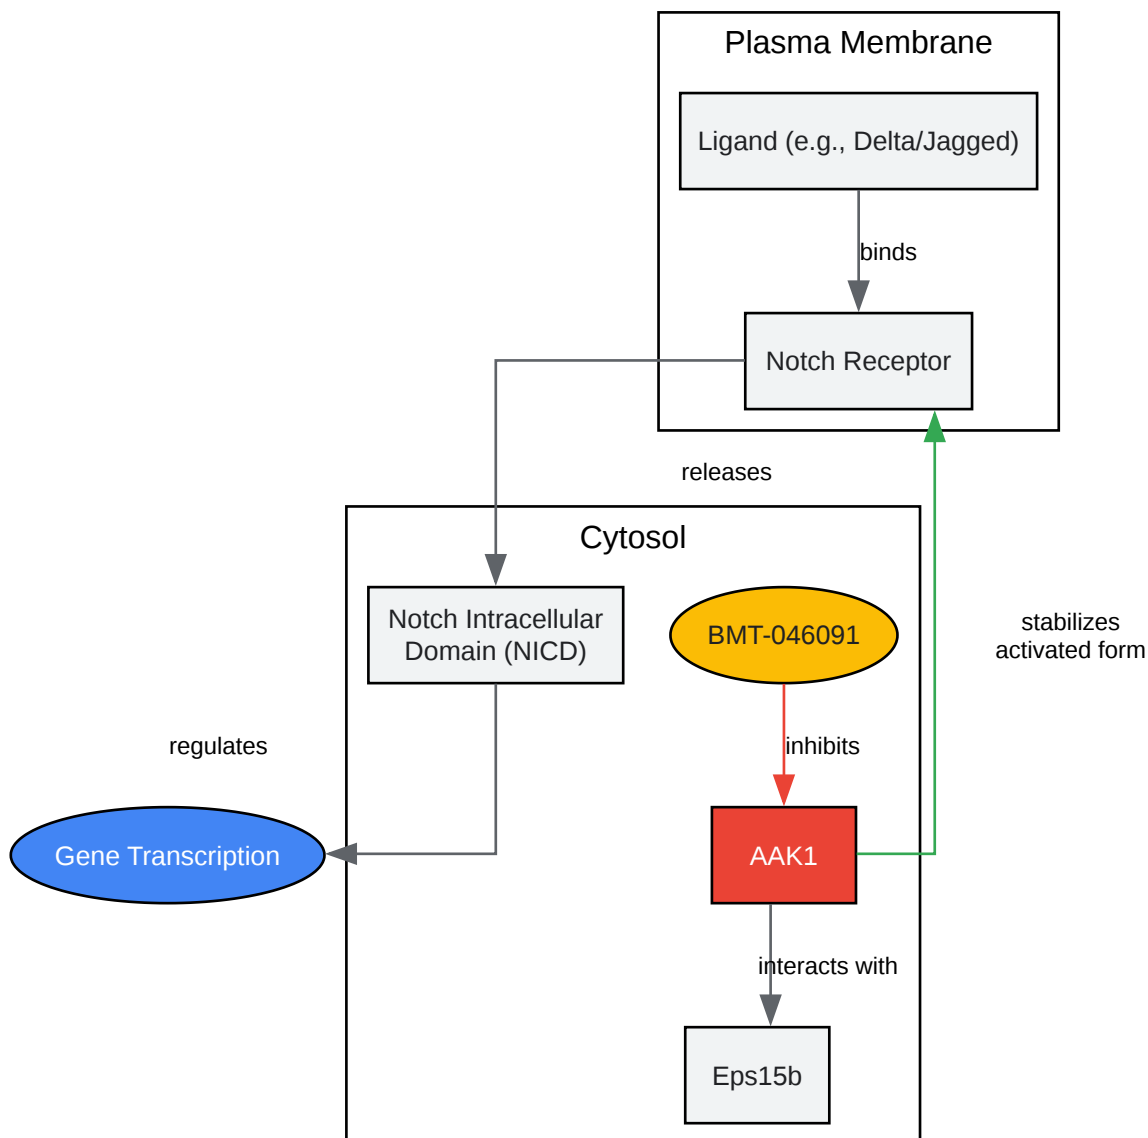 Plasma Membrane
Ligand (e.g., Delta/Jagged)
binds
Notch Receptor
releases
Cytosol
Notch Intracellular
Domain (NICD)
BMT-046091
stabilizes
activated form
regulates
inhibits
Gene Transcription
AAK1
interacts with
Eps15b